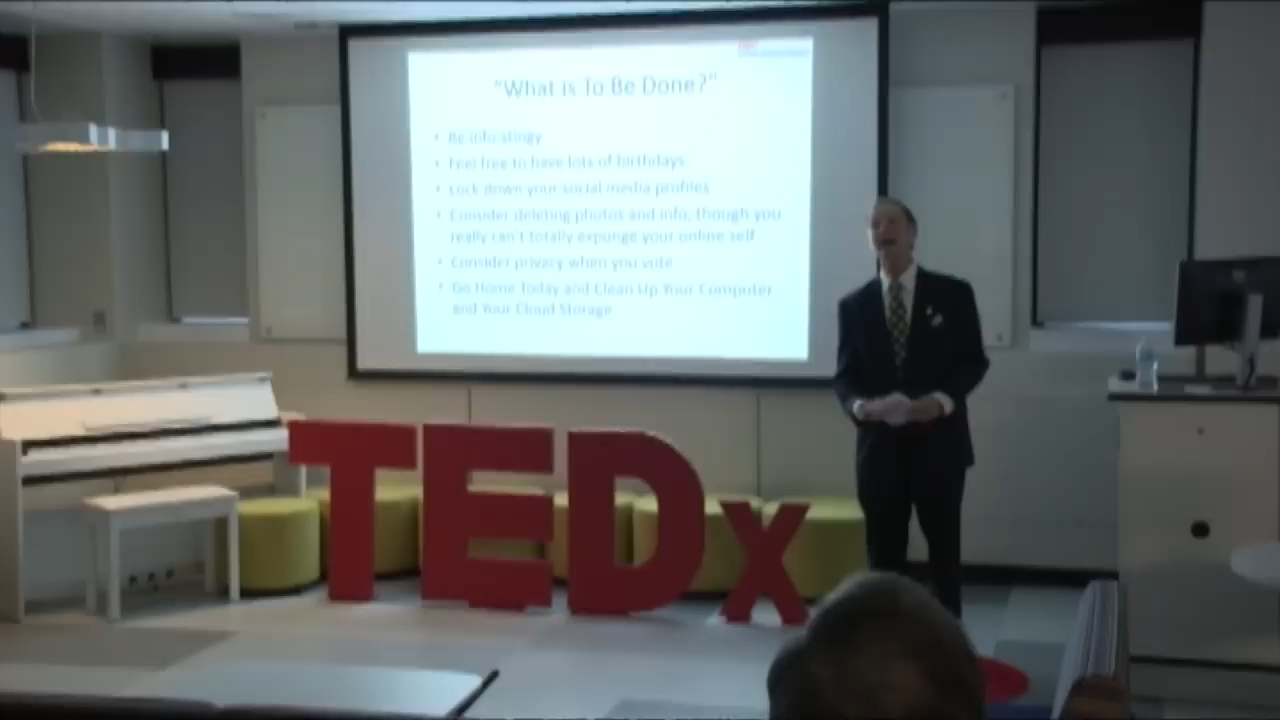 "What is To Be Done?"
• Be info stingy
• Feel free to have lots of birthdays
• Lock down your social media profiles
• Consider deleting photos and info, though you
really can't totally expunge your online self
• Consider privacy when you vote
• Go Home Today and Clean Up Your Computer
and Your Cloud Storage
TEDx